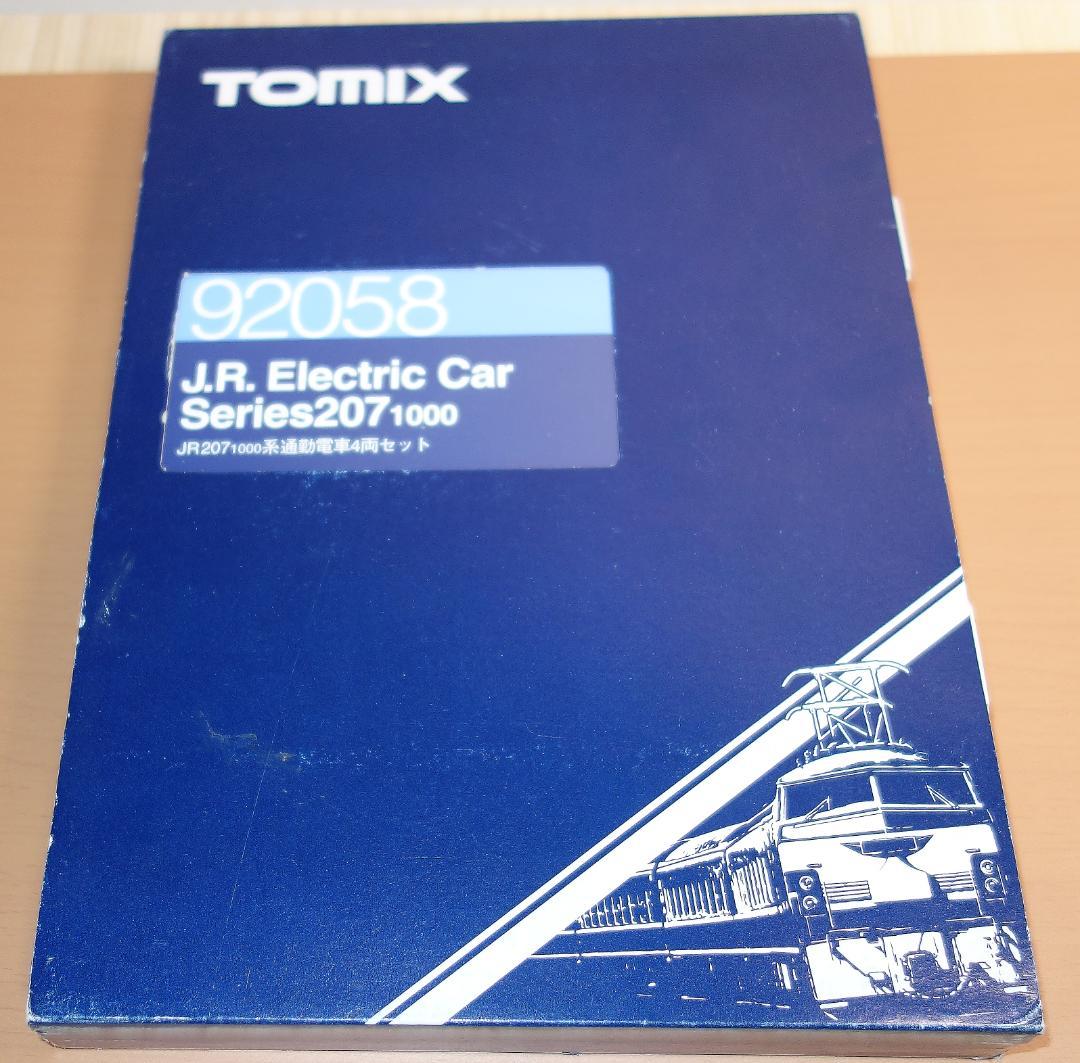 TOMIX
92058
J.R. Electric Car
Series207 1000
JR207 1000系通勤電車4両セット